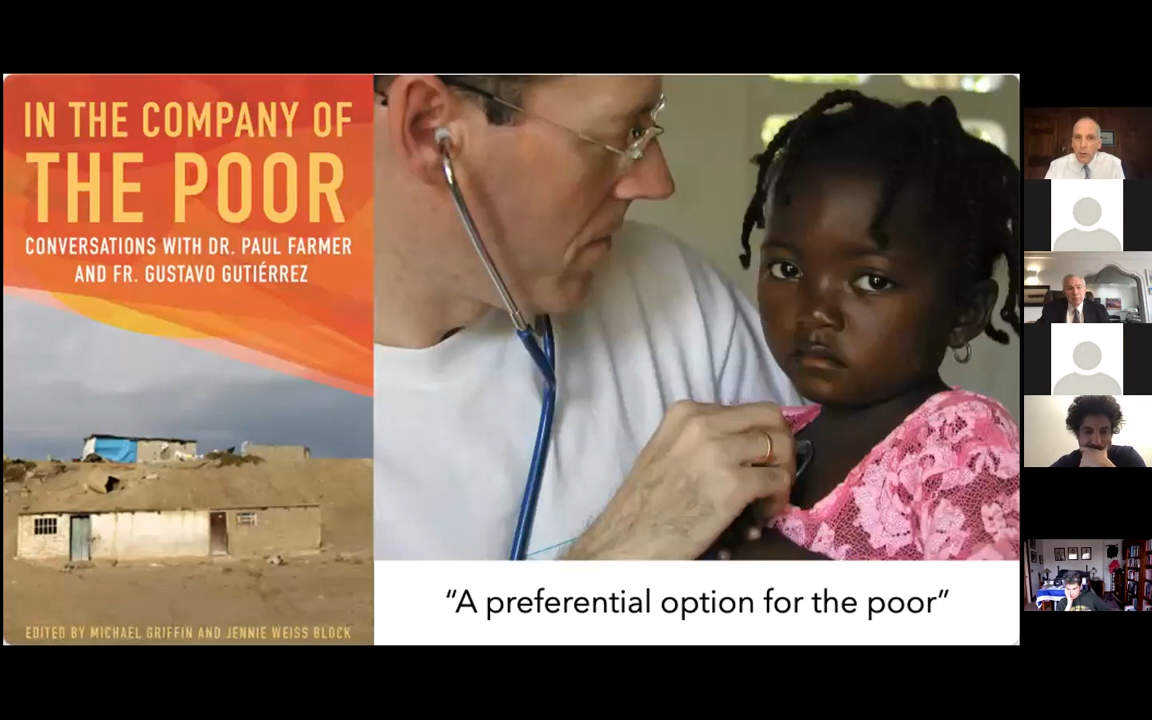 IN THE COMPANY OF
THE POOR
CONVERSATIONS WITH DR. PAUL FARMER
AND FR. GUSTAVO GUTIÉRREZ
EDITED BY MICHAEL GRIFFIN AND JENNIE WEISS BLOCK
“A preferential option for the poor”